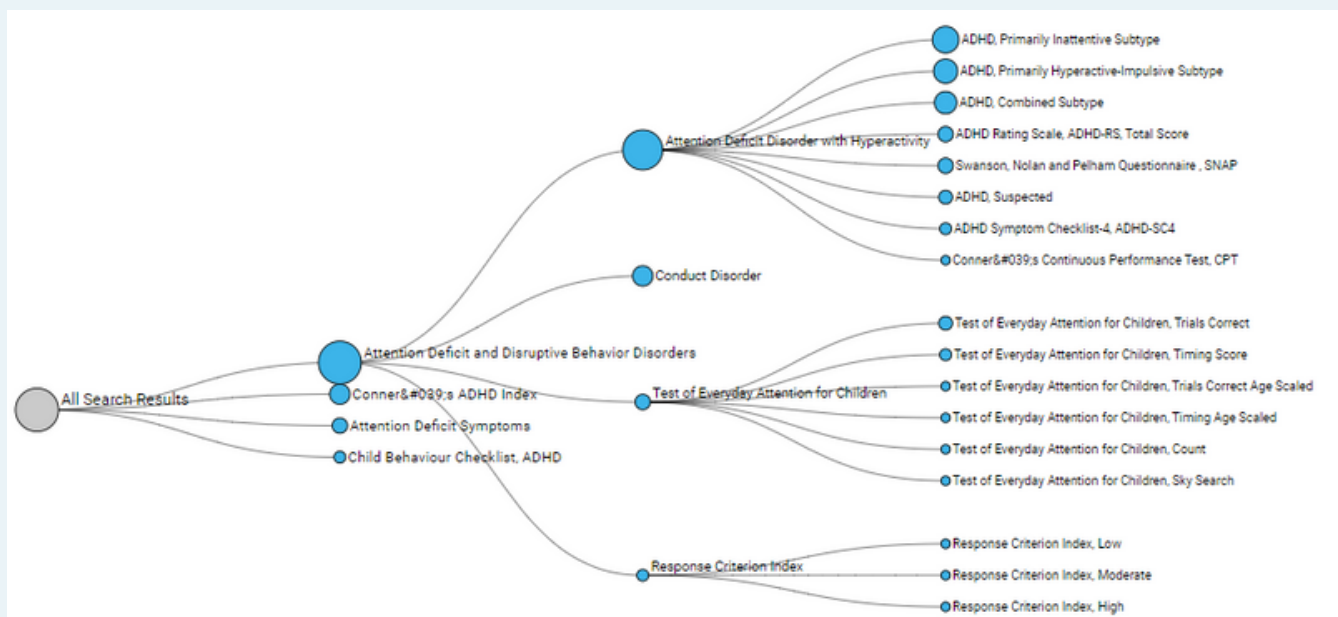 ADHD, Primarily Inattentive Subtype
ADHD, Primarily Hyperactive-Impulsive Subtype
ADHD, Combined Subtype
Attention Deficit Disorder with Hyperactivity
ADHD Rating Scale, ADHD-RS, Total Score
Swanson, Nolan and Pelham Questionnaire , SNAP
ADHD, Suspected
ADHD Symptom Checklist-4, ADHD-SC4
Conner&#039;s Continuous Performance Test, CPT
Conduct Disorder
Test of Everyday Attention for Children, Trials Correct
Attention Deficit and Disruptive Behavior Disorders
Test of Everyday Attention for Children, Timing Score
All Search Results
Conner&#039;s ADHD Index
Test of Everyday Attention for Children
Test of Everyday Attention for Children, Trials Correct Age Scaled
Attention Deficit Symptoms
Test of Everyday Attention for Children, Timing Age Scaled
Child Behaviour Checklist, ADHD
Test of Everyday Attention for Children, Count
Test of Everyday Attention for Children, Sky Search
Response Criterion Index, Low
Response Criterion Index
Response Criterion Index, Moderate
Response Criterion Index, High